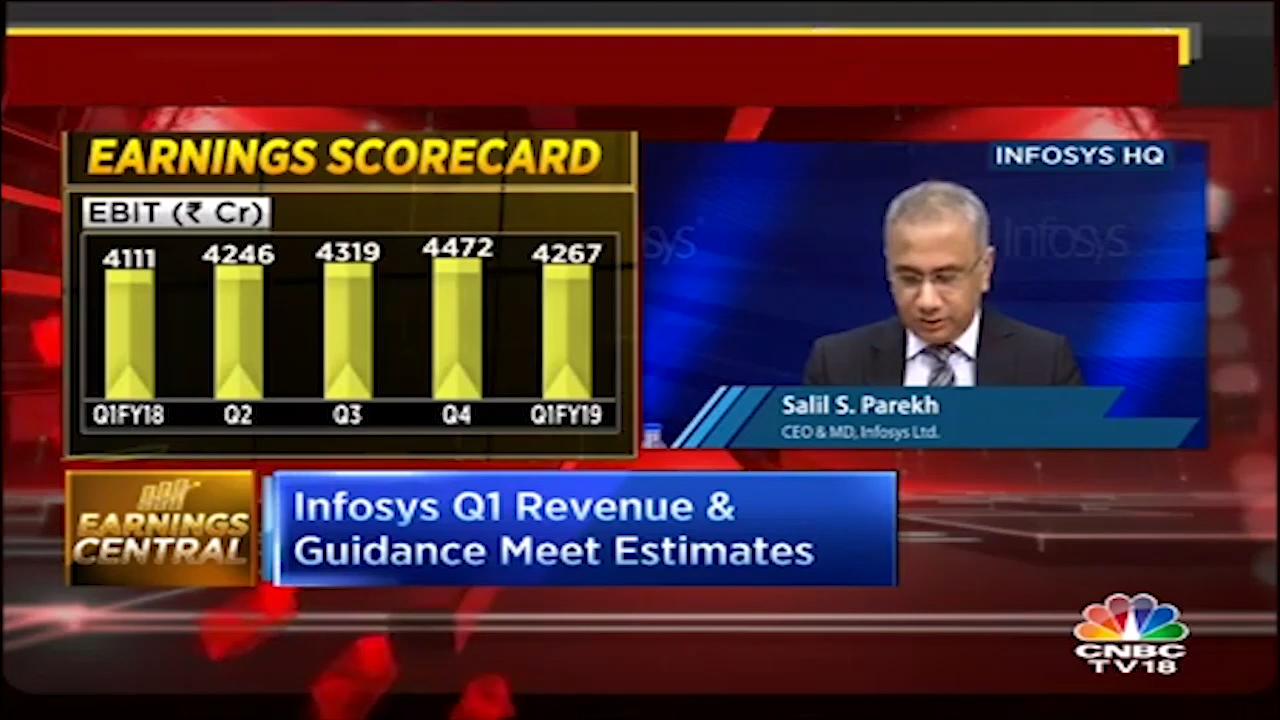 EARNINGS SCORECARD
EBIT (₹ Cr)
4111 4246 4319 4472 4267
Q1FY18 Q2 Q3 Q4 Q1FY19
INFOSYS HQ
sys
Infosys
Salil S. Parekh
CEO & MD, Infosys Ltd.
EARNINGS
CENTRAL
Infosys Q1 Revenue &
Guidance Meet Estimates
CNBC
TV18